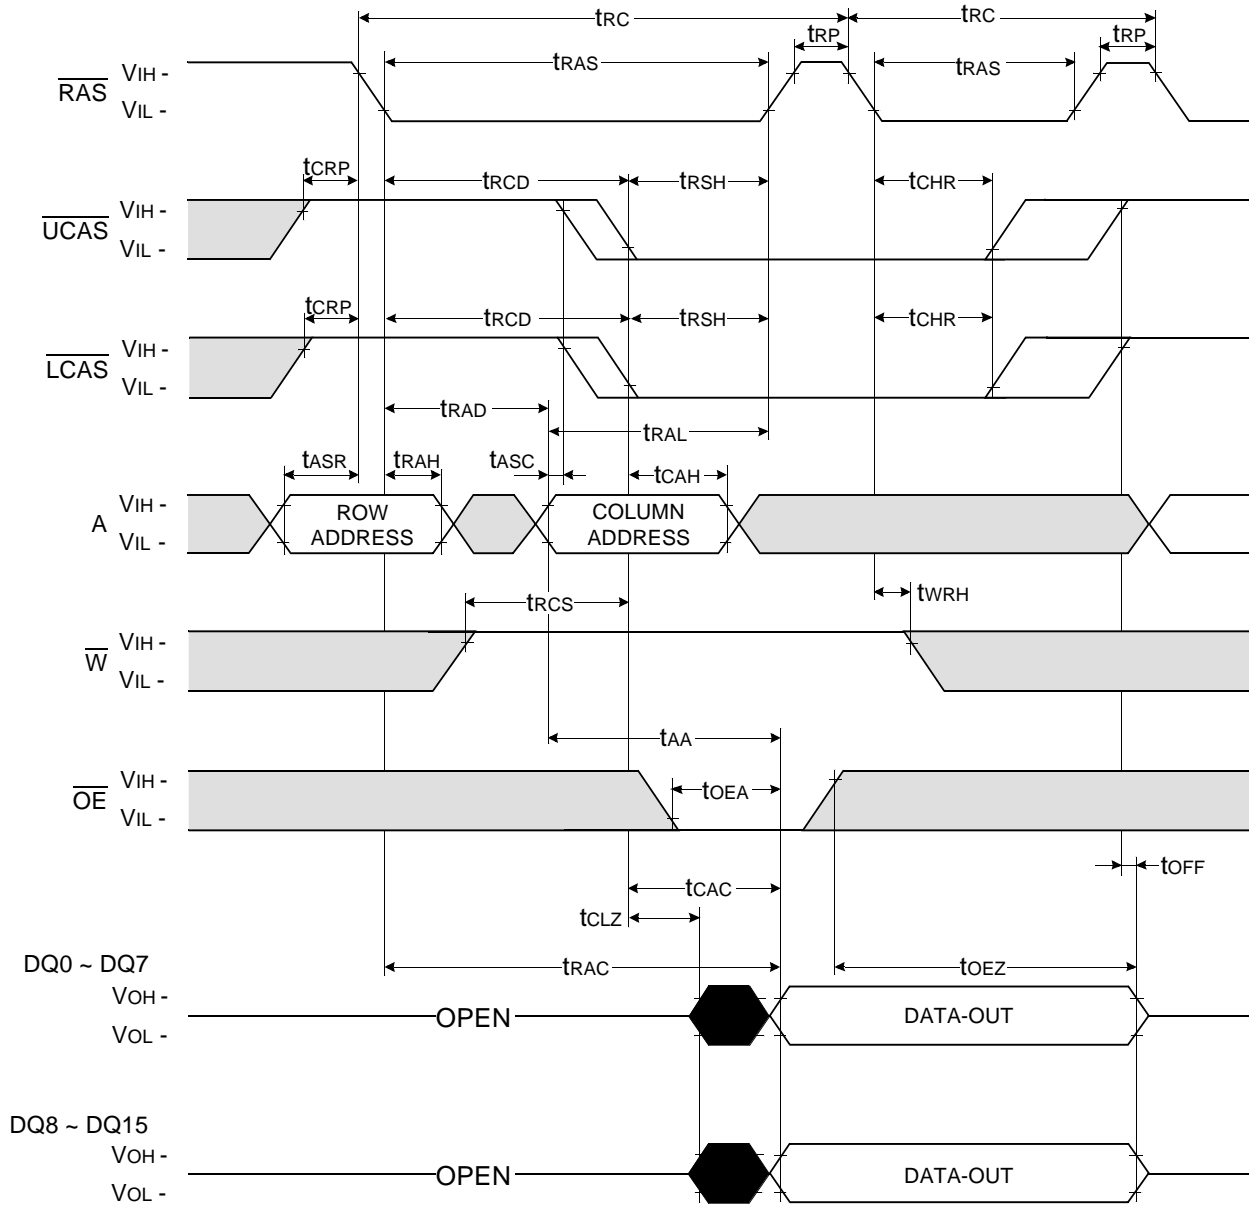 tRC tRC
tRP tRP
tRAS tRAS
RAS VIH -
VIL -
tCRP tRCD tRSH tCHR
UCAS VIH -
VIL -
tCRP tRCD tRSH tCHR
LCAS VIH -
VIL -
tRAD tRAL
tASR tRAH tASC tCAH
A VIH -
VIL -
ROW ADDRESS
COLUMN ADDRESS
tRCS tWRH
W VIH -
VIL -
tAA
OE VIH -
VIL -
tOEA
tOFF
tCAC
tCLZ
tRAC tOEZ
DQ0 ~ DQ7
VOH -
VOL -
OPEN DATA-OUT
DQ8 ~ DQ15
VOH -
VOL -
OPEN DATA-OUT